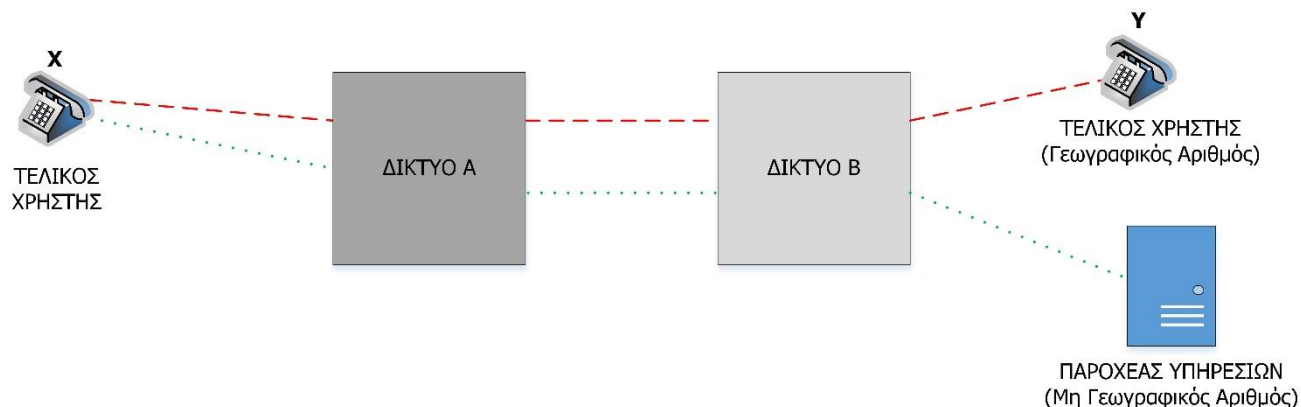 X
ΤΕΛΙΚΟΣ
ΧΡΗΣΤΗΣ
ΔΙΚΤΥΟ Α
ΔΙΚΤΥΟ Β
Y
ΤΕΛΙΚΟΣ ΧΡΗΣΤΗΣ
(Γεωγραφικός Αριθμός)
ΠΑΡΟΧΕΑΣ ΥΠΗΡΕΣΙΩΝ
(Μη Γεωγραφικός Αριθμός)